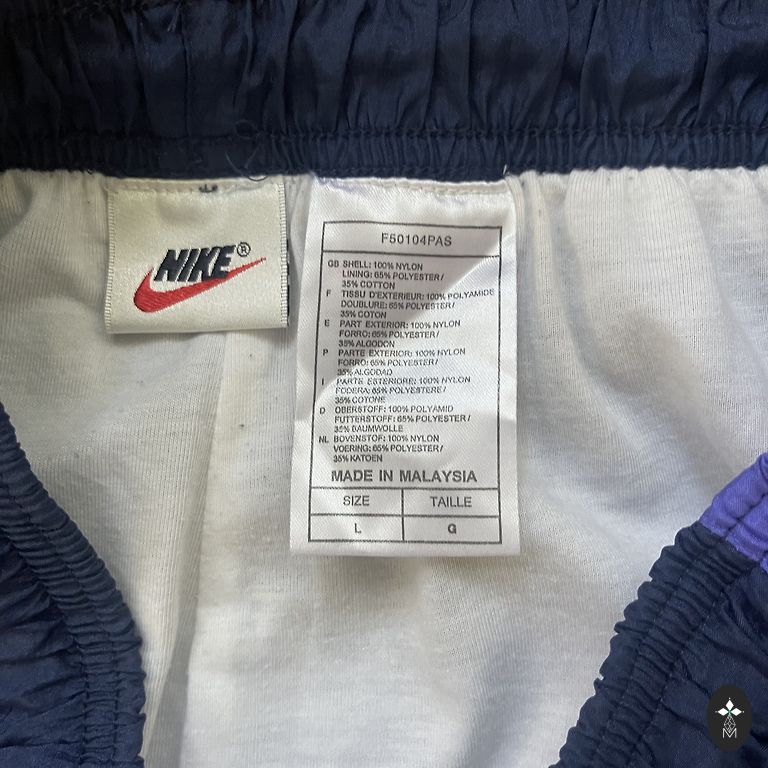 NIKE®
F50104PAS
GB SHELL: 100% NYLON
LINING: 65% POLYESTER/
35% COTTON
F TISSU D'EXTERIEUR: 100% POLYAMIDE
DOUBLURE: 65% POLYESTER/
35% COTON
E PART EXTERIOR: 100% NYLON
FORRO: 65% POLYESTER/
35% ALGODON
P PARTE EXTERIOR: 100% NYLON
FORRO: 65% POLYESTER/
35% ALGODAO
I PARTE ESTERIORE: 100% NYLON
FODERA: 65% POLYESTERE/
35% COTONE
D OBERSTOFF: 100% POLYAMID
FUTTERSTOFF: 65% POLYESTER/
35% BAUMWOLLE
NL BOVENSTOF: 100% NYLON
VOERING: 65% POLYESTER/
35% KATOEN
MADE IN MALAYSIA
SIZE TAILLE
L G
M